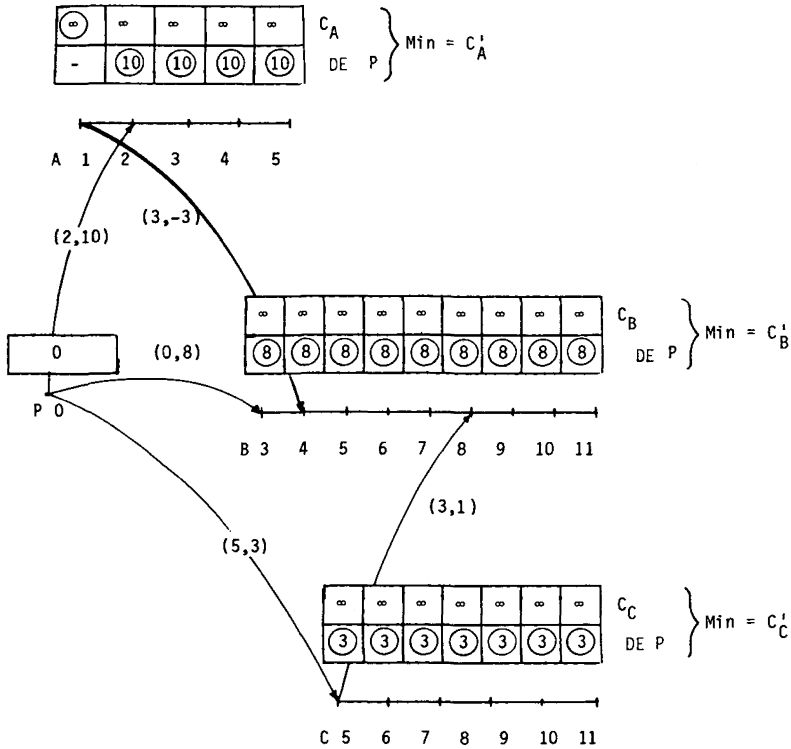 ∞ ∞ ∞ ∞ ∞ C_A
- 10 10 10 10 DE P } Min = C'_A
A 1 2 3 4 5
(3,-3)
(2,10)
∞ ∞ ∞ ∞ ∞ ∞ ∞ ∞ ∞ C_B
8 8 8 8 8 8 8 8 8 DE P } Min = C'_B
0
(0,8)
P 0
B 3 4 5 6 7 8 9 10 11
(3,1)
(5,3)
∞ ∞ ∞ ∞ ∞ ∞ ∞ C_C
3 3 3 3 3 3 3 DE P } Min = C'_C
C 5 6 7 8 9 10 11